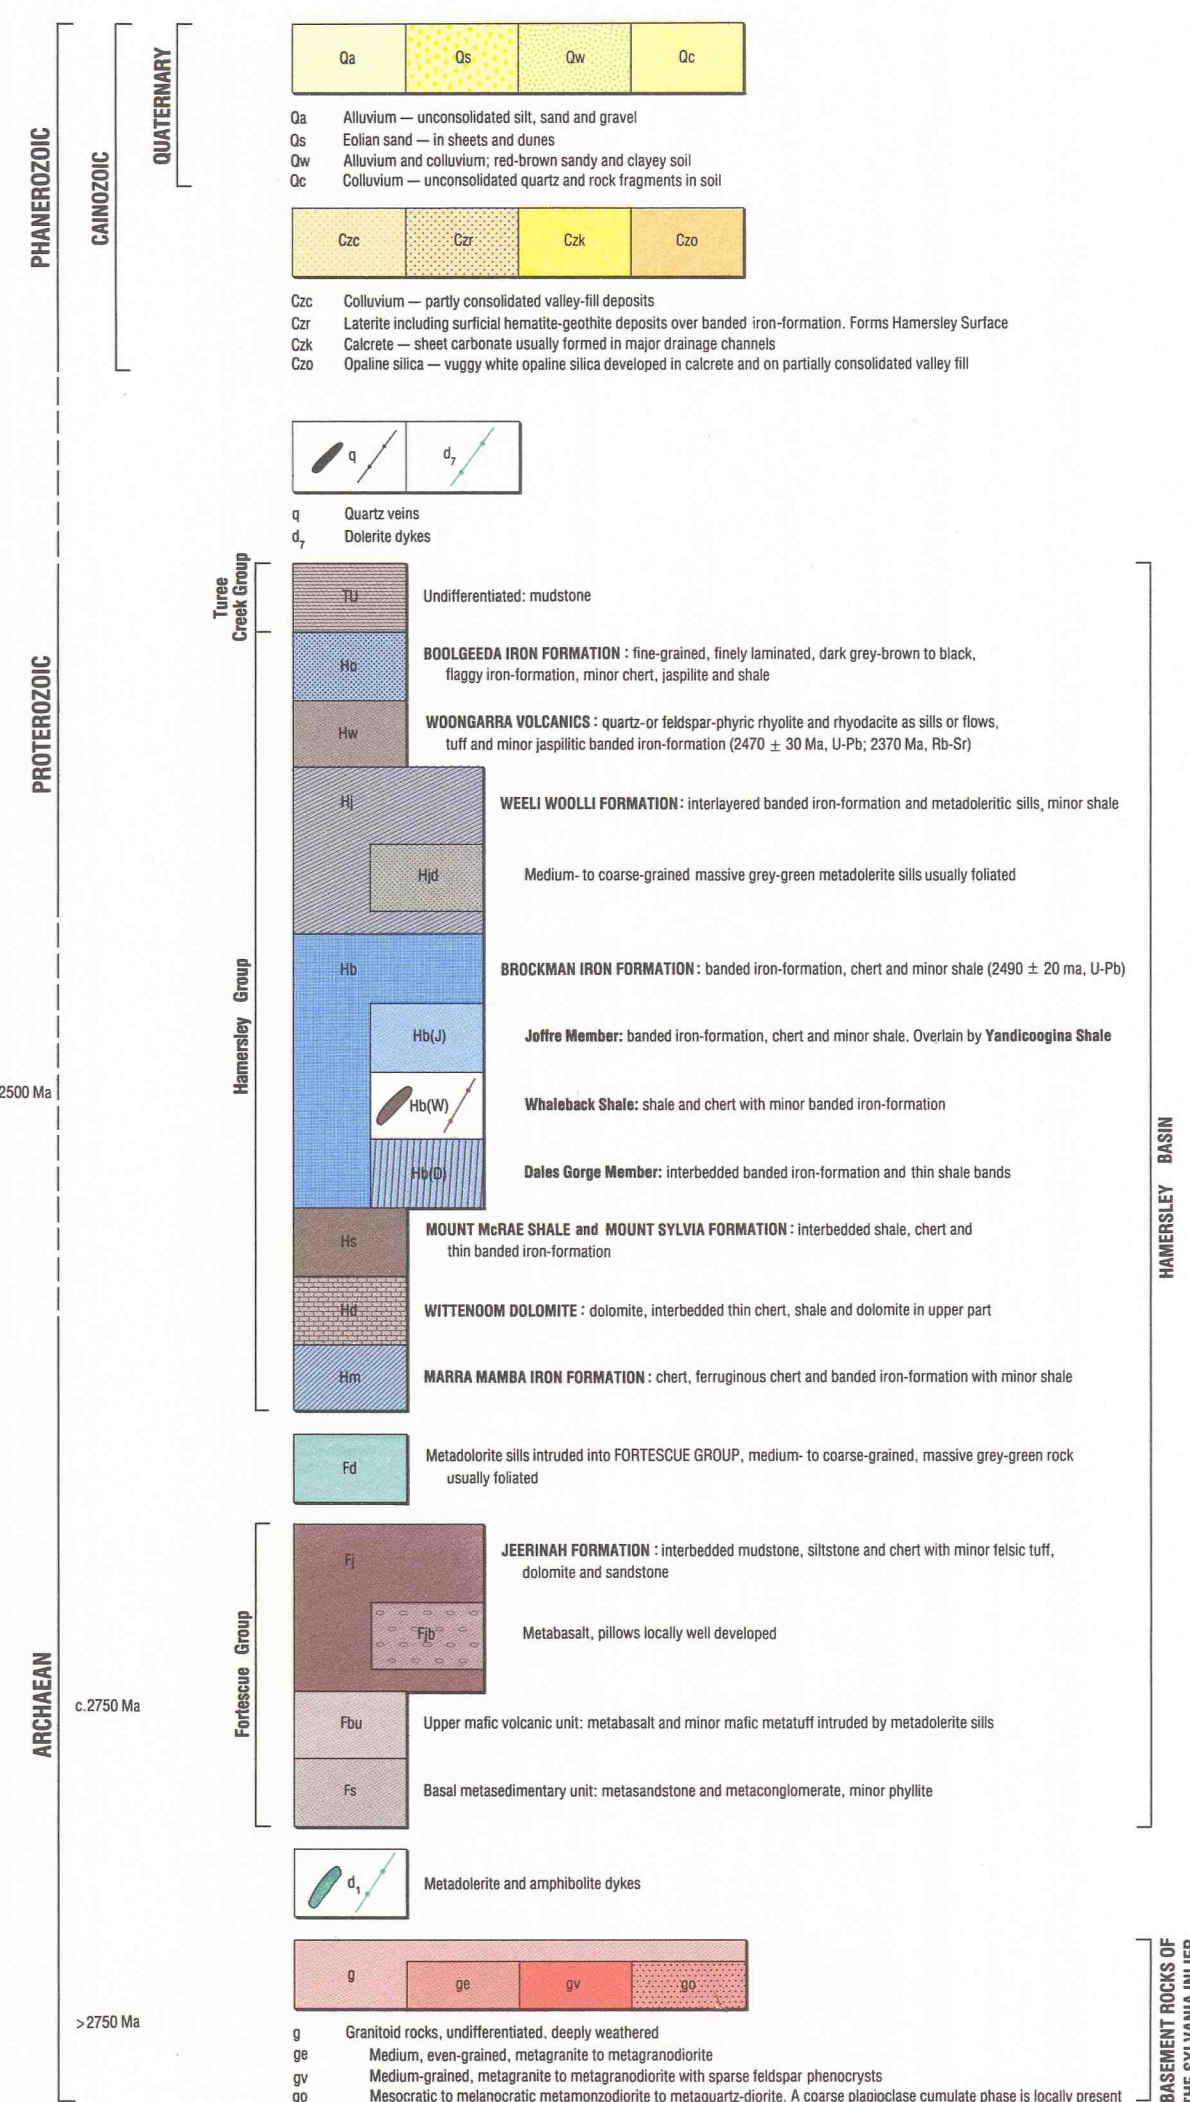 PHANEROZOIC
CAINOZOIC
QUATERNARY
Qa
Qs
Qw
Qc
Qa Alluvium — unconsolidated silt, sand and gravel
Qs Eolian sand — in sheets and dunes
Qw Alluvium and colluvium; red-brown sandy and clayey soil
Qc Colluvium — unconsolidated quartz and rock fragments in soil
Czc
Czr
Czk
Czo
Czc Colluvium — partly consolidated valley-fill deposits
Czr Laterite including surficial hematite-geothite deposits over banded iron-formation. Forms Hamersley Surface
Czk Calcrete — sheet carbonate usually formed in major drainage channels
Czo Opaline silica — vuggy white opaline silica developed in calcrete and on partially consolidated valley fill
q
d7
q Quartz veins
d7 Dolerite dykes
PROTEROZOIC
Turee
Creek Group
TU
Undifferentiated: mudstone
Hamersley Group
Ho
BOOLGEEDA IRON FORMATION : fine-grained, finely laminated, dark grey-brown to black,
flaggy iron-formation, minor chert, jaspilite and shale
Hw
WOONGARRA VOLCANICS : quartz-or feldspar-phyric rhyolite and rhyodacite as sills or flows,
tuff and minor jaspilitic banded iron-formation (2470 ± 30 Ma, U-Pb; 2370 Ma, Rb-Sr)
Hj
WEELI WOOLLI FORMATION : interlayered banded iron-formation and metadoleritic sills, minor shale
Hjd
Medium- to coarse-grained massive grey-green metadolerite sills usually foliated
Hb
BROCKMAN IRON FORMATION : banded iron-formation, chert and minor shale (2490 ± 20 ma, U-Pb)
Hb(J)
Joffre Member: banded iron-formation, chert and minor shale. Overlain by Yandicoogina Shale
2500 Ma
Hb(W)
Whaleback Shale: shale and chert with minor banded iron-formation
Hb(D)
Dales Gorge Member: interbedded banded iron-formation and thin shale bands
HAMERSLEY BASIN
Hs
MOUNT McRAE SHALE and MOUNT SYLVIA FORMATION : interbedded shale, chert and
thin banded iron-formation
Hd
WITTENOOM DOLOMITE : dolomite, interbedded thin chert, shale and dolomite in upper part
Hm
MARRA MAMBA IRON FORMATION : chert, ferruginous chert and banded iron-formation with minor shale
Fd
Metadolorite sills intruded into FORTESCUE GROUP, medium- to coarse-grained, massive grey-green rock
usually foliated
ARCHAEAN
Fortescue Group
Fj
JEERINAH FORMATION : interbedded mudstone, siltstone and chert with minor felsic tuff,
dolomite and sandstone
Fjb
Metabasalt, pillows locally well developed
c.2750 Ma
Fbu
Upper mafic volcanic unit: metabasalt and minor mafic metatuff intruded by metadolerite sills
Fs
Basal metasedimentary unit: metasandstone and metaconglomerate, minor phyllite
d1
Metadolerite and amphibolite dykes
g
ge
gv
go
>2750 Ma
BASEMENT ROCKS OF
THE SYLVANIA INLIER
g Granitoid rocks, undifferentiated, deeply weathered
ge Medium, even-grained, metagranite to metagranodiorite
gv Medium-grained, metagranite to metagranodiorite with sparse feldspar phenocrysts
go Mesocratic to melanocratic metamonzodiorite to metaquartz-diorite. A coarse plagioclase cumulate phase is locally present